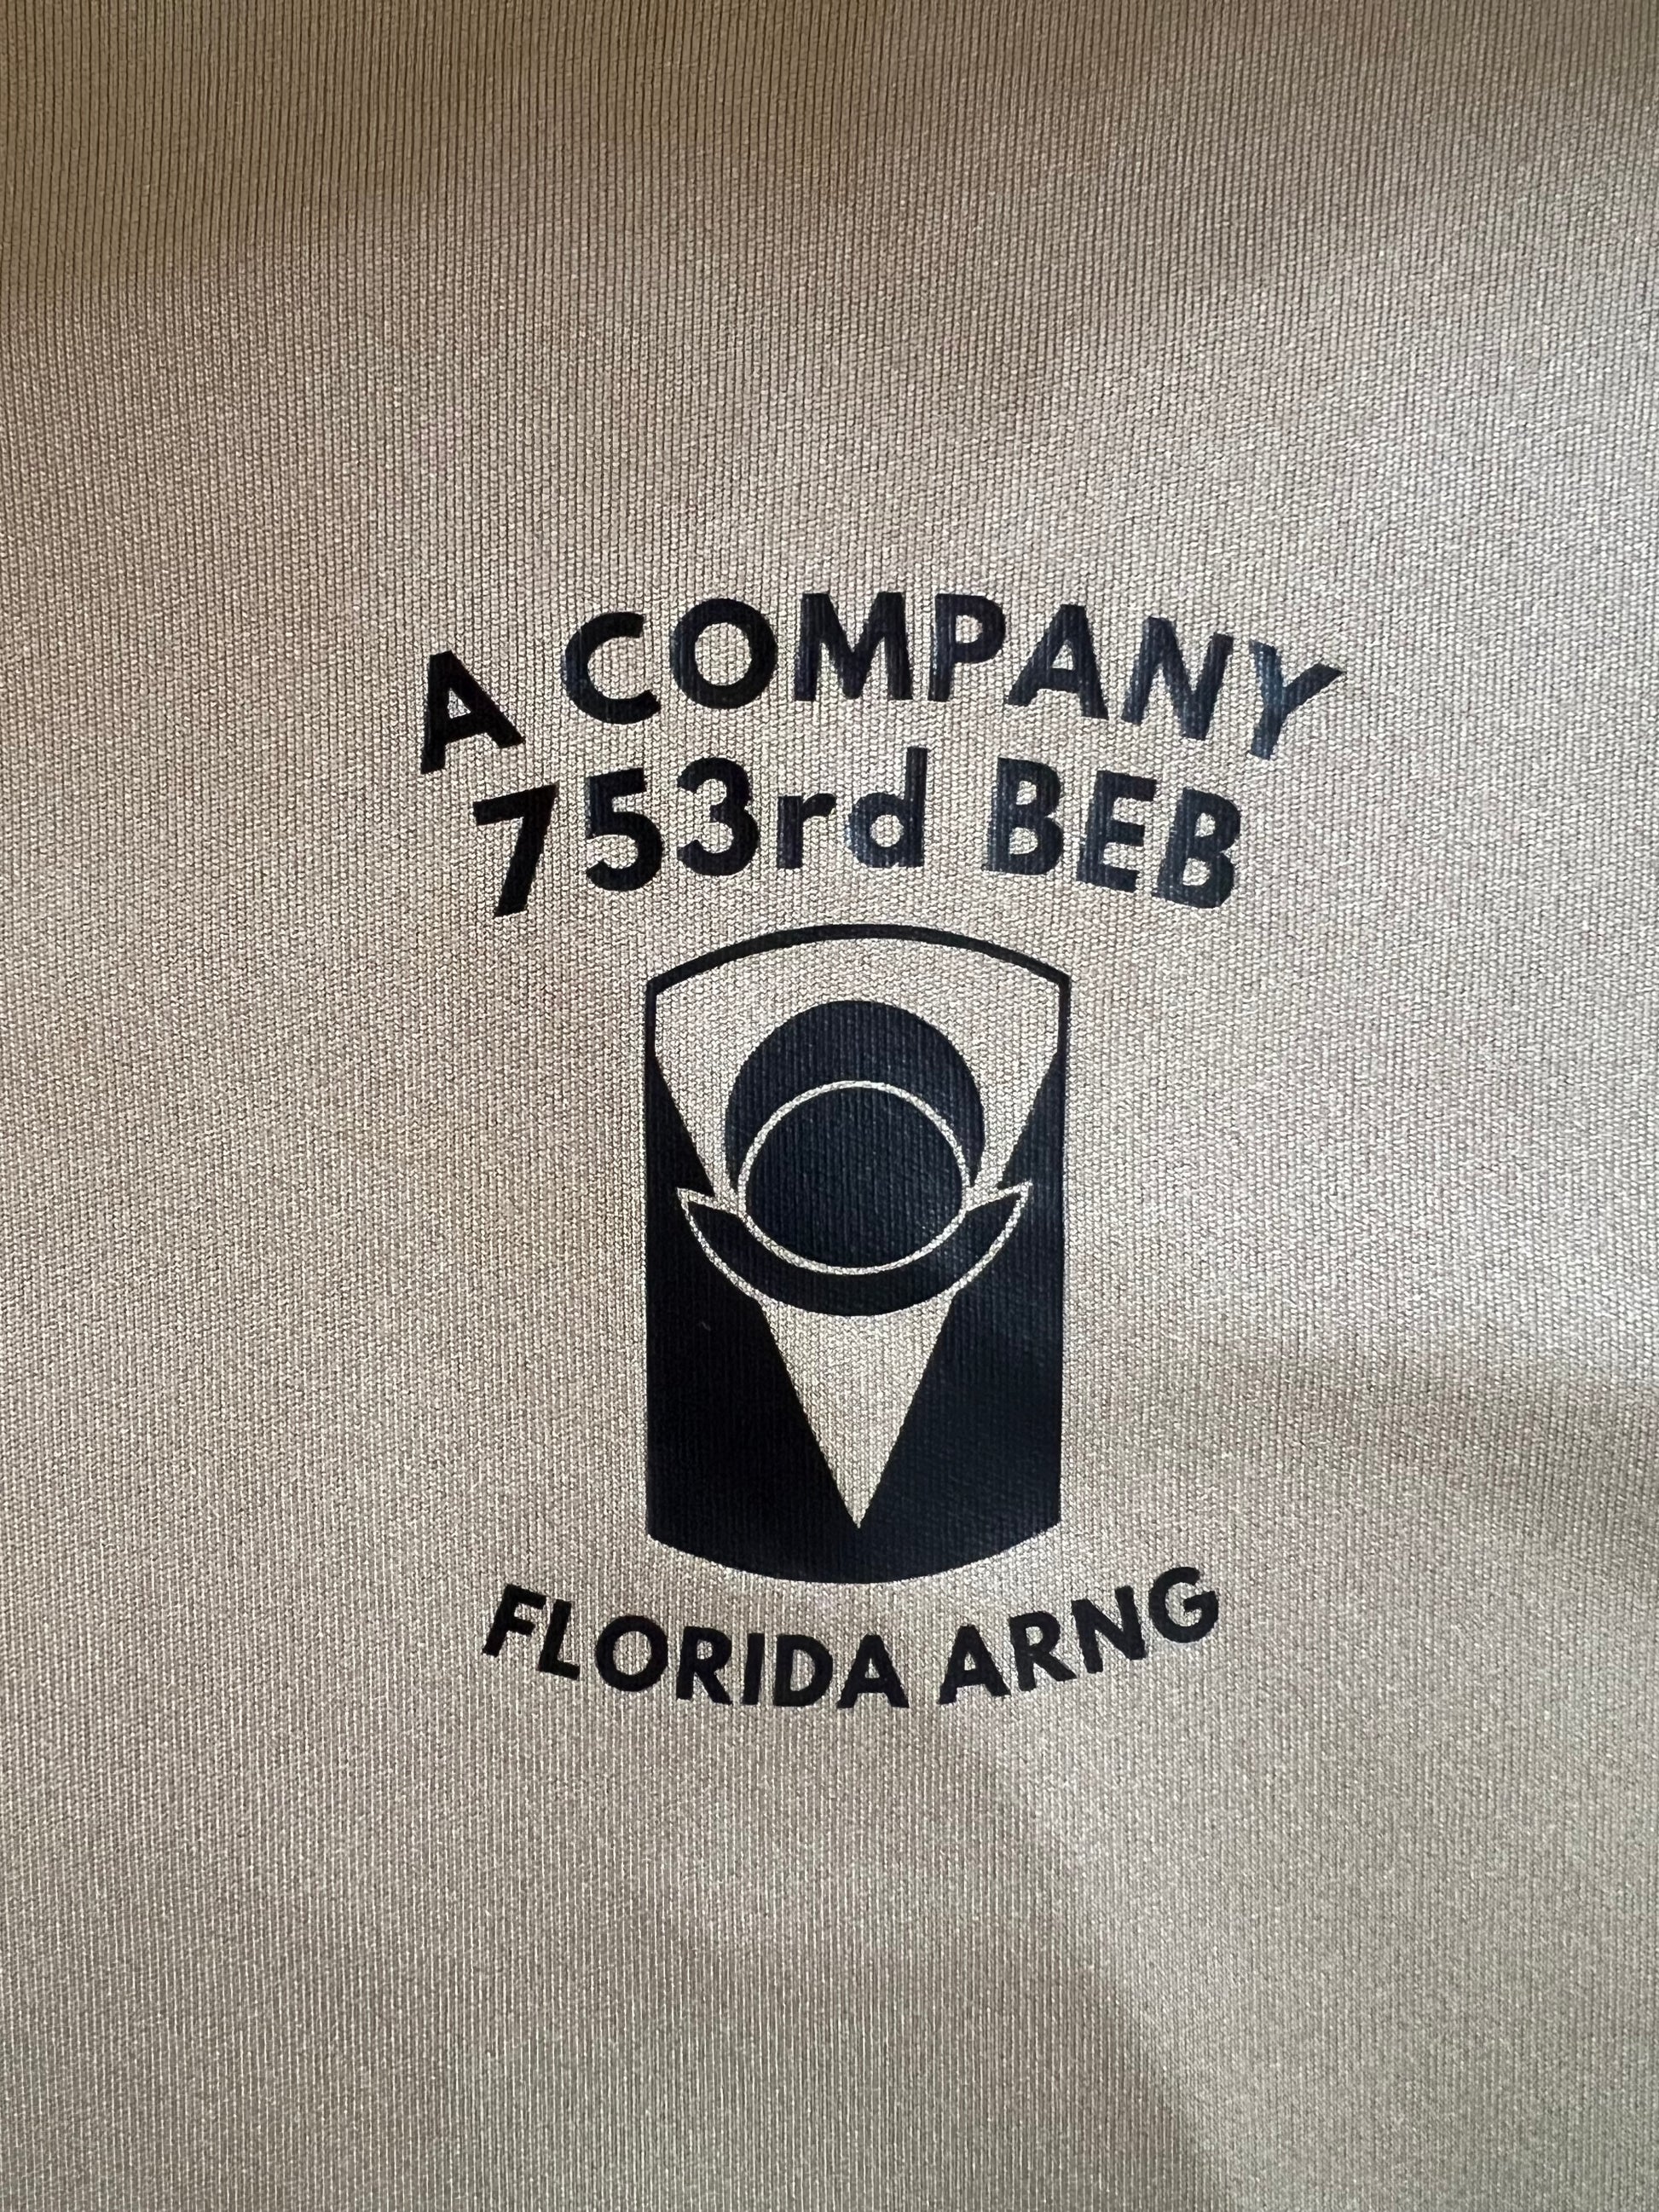 A COMPANY
753rd BEB
FLORIDA ARNG